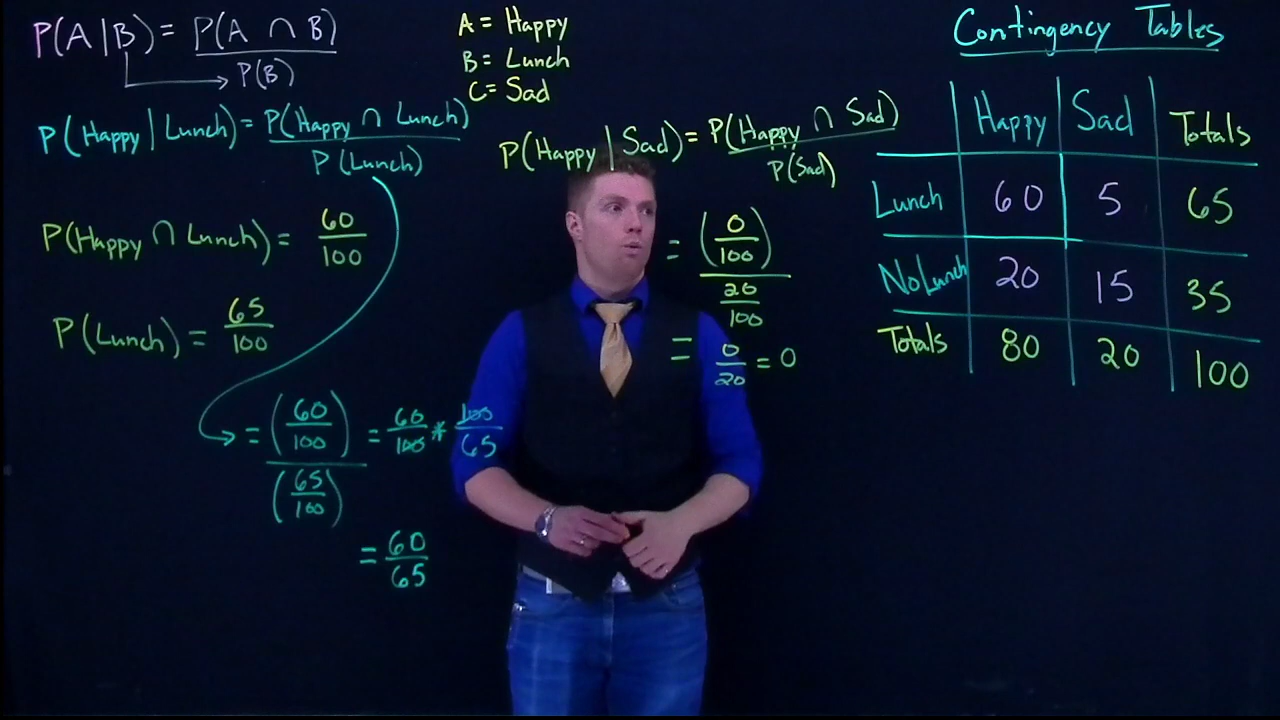 P(A|B) = P(A ∩ B)
P(B)
A = Happy
B = Lunch
C = Sad
P(Happy | Lunch) = P(Happy ∩ Lunch)
P(Lunch)
P(Happy ∩ Lunch) = 60
100
P(Lunch) = 65
100
= (60/100) = 60/100 * 100/65
(65/100)
= 60
65
P(Happy | Sad) = P(Happy ∩ Sad)
P(Sad)
= (0/100)
20/100
= 0/20 = 0
Contingency Tables
Happy Sad Totals
Lunch 60 5 65
No Lunch 20 15 35
Totals 80 20 100